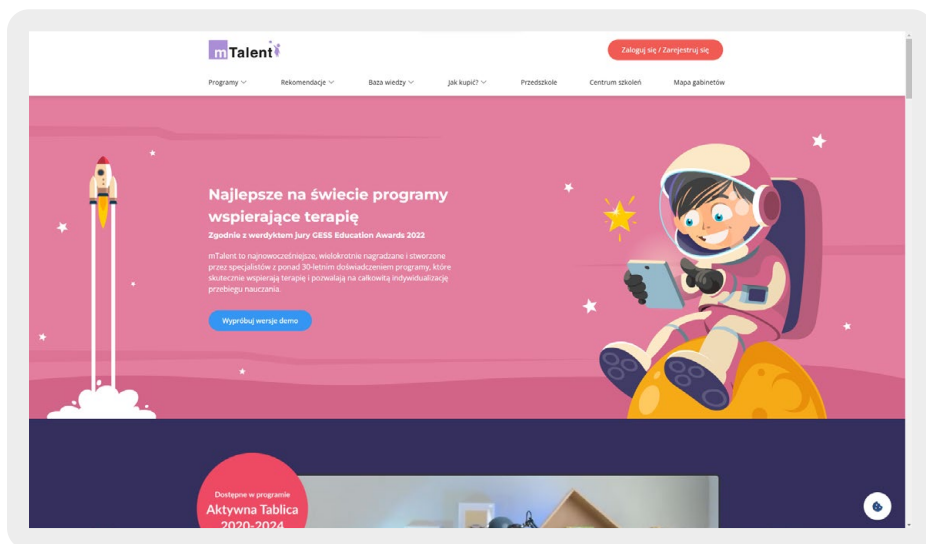 mTalent
Zaloguj się / Zarejestruj się
Programy
Rekomendacje
Baza wiedzy
Jak kupić?
Przedszkole
Centrum szkoleń
Mapa gabinetów
Najlepsze na świecie programy
wspierające terapię
Zgodnie z werdyktem jury GESS Education Awards 2022
mTalent to najnowocześniejsze, wielokrotnie nagradzane i stworzone
przez specjalistów z ponad 30-letnim doświadczeniem programy, które
skutecznie wspierają terapię i pozwalają na całkowitą indywidualizację
przebiegu nauczania.
Wypróbuj wersje demo
Dostępne w programie
Aktywna Tablica
2020-2024